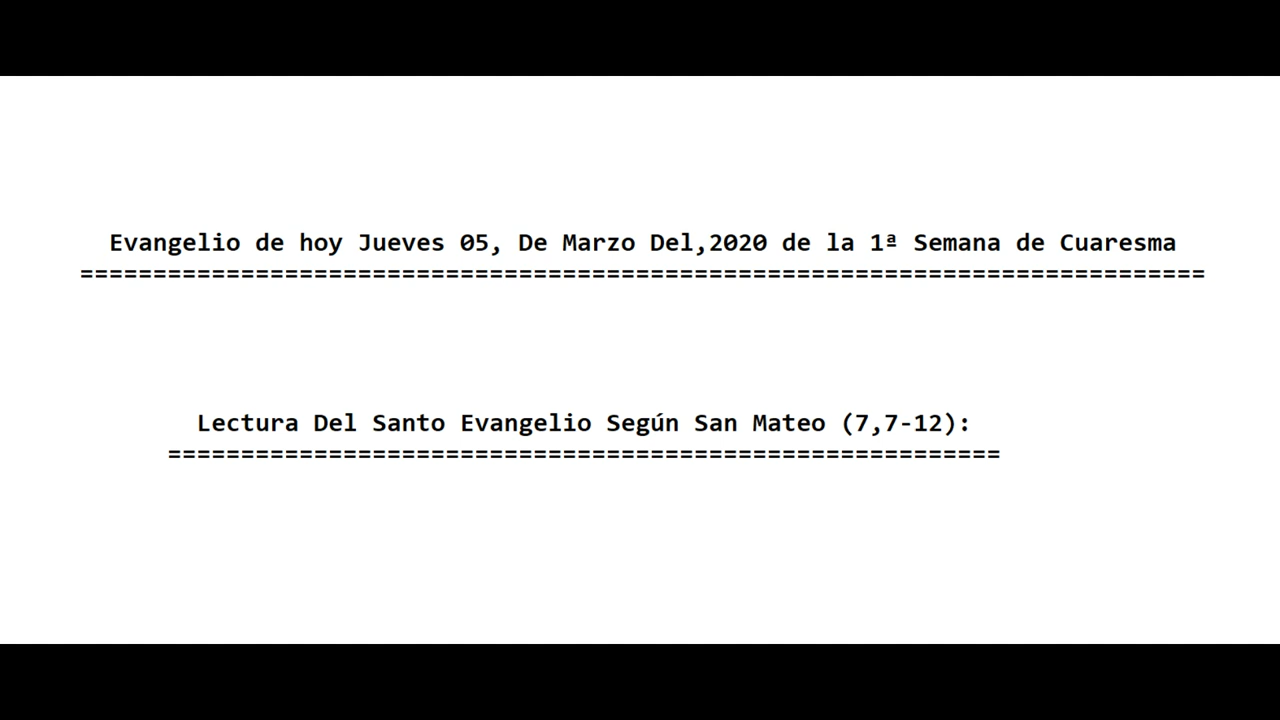 Evangelio de hoy Jueves 05, De Marzo Del,2020 de la 1ª Semana de Cuaresma
=============================================================================
Lectura Del Santo Evangelio Según San Mateo (7,7-12):
=========================================================